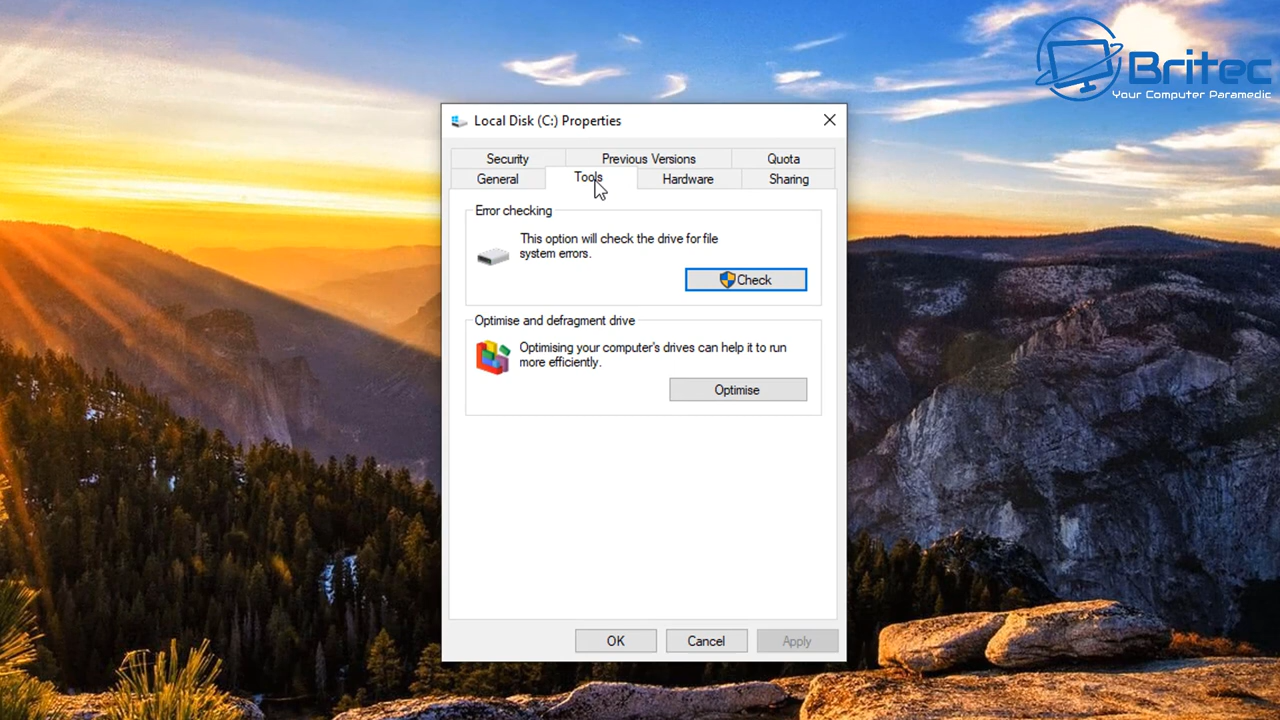 Britec
Your Computer Paramedic
Local Disk (C:) Properties
Security Previous Versions Quota
General Tools Hardware Sharing
Error checking
This option will check the drive for file
system errors.
Check
Optimise and defragment drive
Optimising your computer's drives can help it to run
more efficiently.
Optimise
OK Cancel Apply